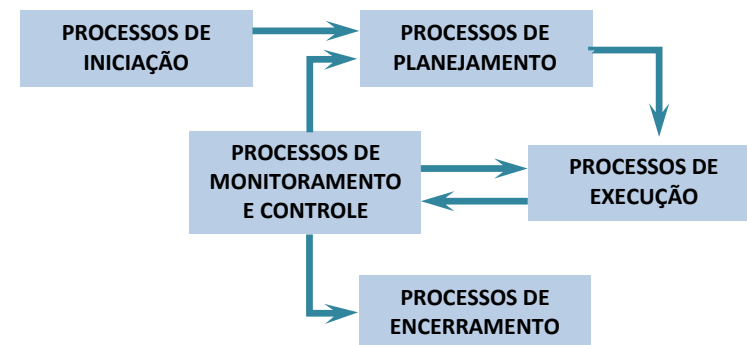 PROCESSOS DE
INICIAÇÃO
PROCESSOS DE
PLANEJAMENTO
PROCESSOS DE
MONITORAMENTO
E CONTROLE
PROCESSOS DE
EXECUÇÃO
PROCESSOS DE
ENCERRAMENTO